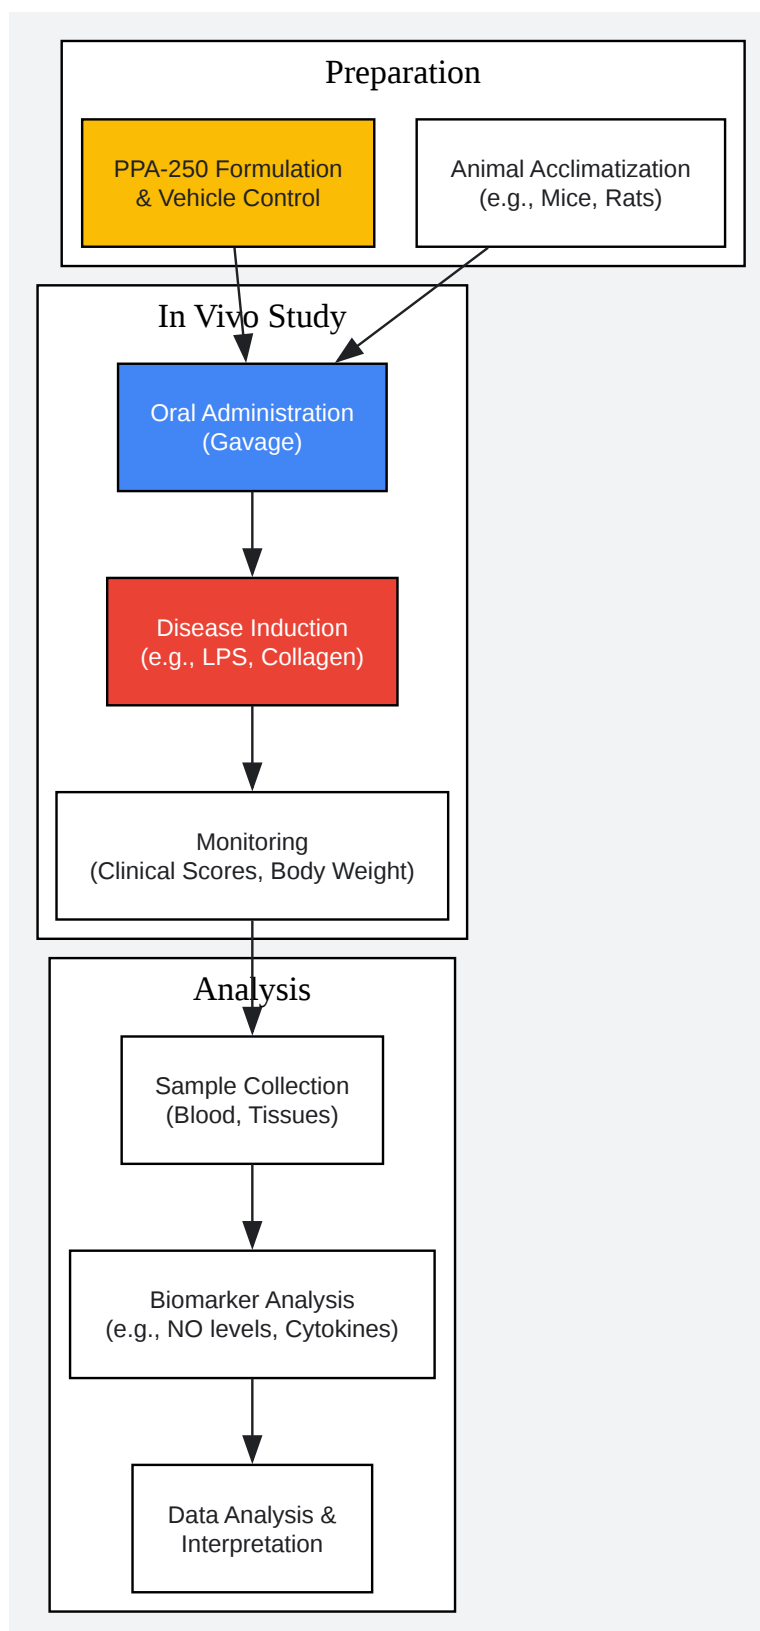 Preparation
PPA-250 Formulation
& Vehicle Control
Animal Acclimatization
(e.g., Mice, Rats)
In Vivo Study
Oral Administration
(Gavage)
Disease Induction
(e.g., LPS, Collagen)
Monitoring
(Clinical Scores, Body Weight)
Analysis
Sample Collection
(Blood, Tissues)
Biomarker Analysis
(e.g., NO levels, Cytokines)
Data Analysis &
Interpretation